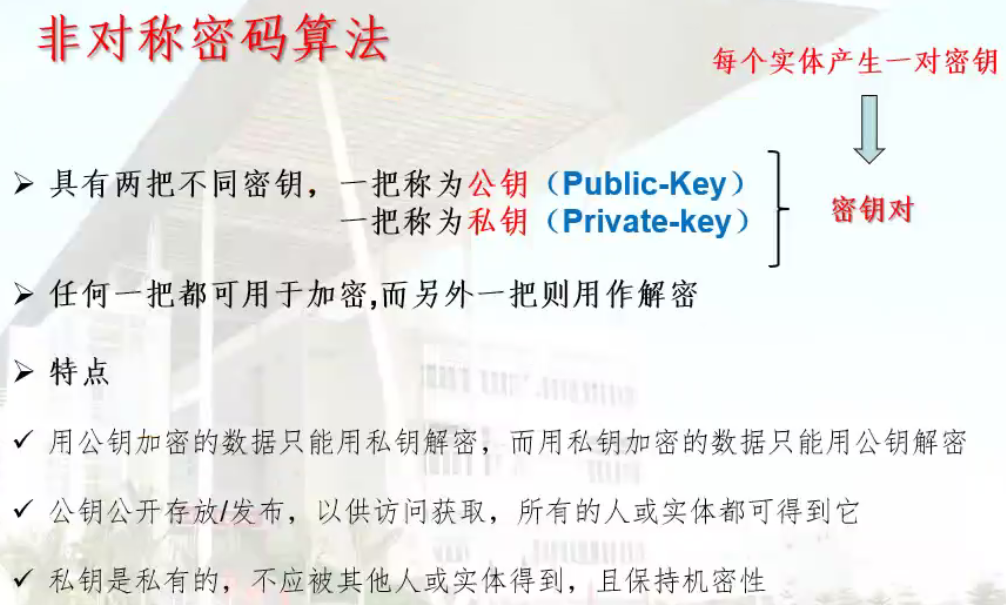 非对称密码算法
每个实体产生一对密钥
➢ 具有两把不同密钥，一把称为公钥（Public-Key）
一把称为私钥（Private-key）
密钥对
➢ 任何一把都可用于加密,而另外一把则用作解密
➢ 特点
✓ 用公钥加密的数据只能用私钥解密，而用私钥加密的数据只能用公钥解密
✓ 公钥公开存放/发布，以供访问获取，所有的人或实体都可得到它
✓ 私钥是私有的，不应被其他人或实体得到，且保持机密性